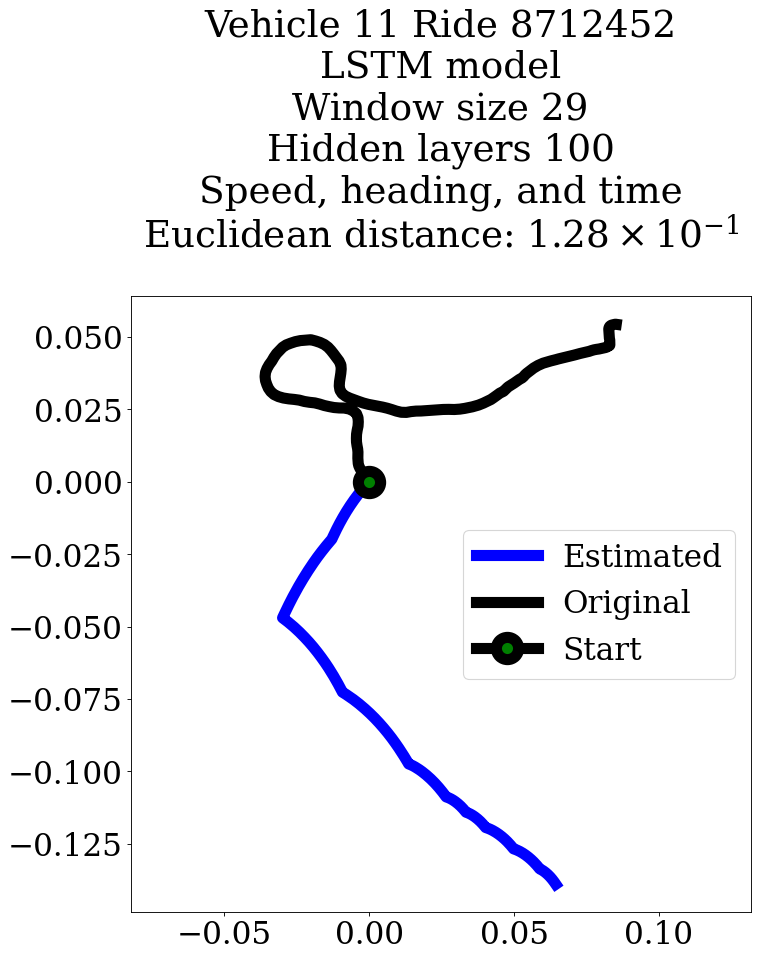 Vehicle 11 Ride 8712452
LSTM model
Window size 29
Hidden layers 100
Speed, heading, and time
Euclidean distance: 1.28 × 10⁻¹
0.050
0.025
0.000
−0.025
−0.050
−0.075
−0.100
−0.125
Estimated
Original
Start
−0.05 0.00 0.05 0.10